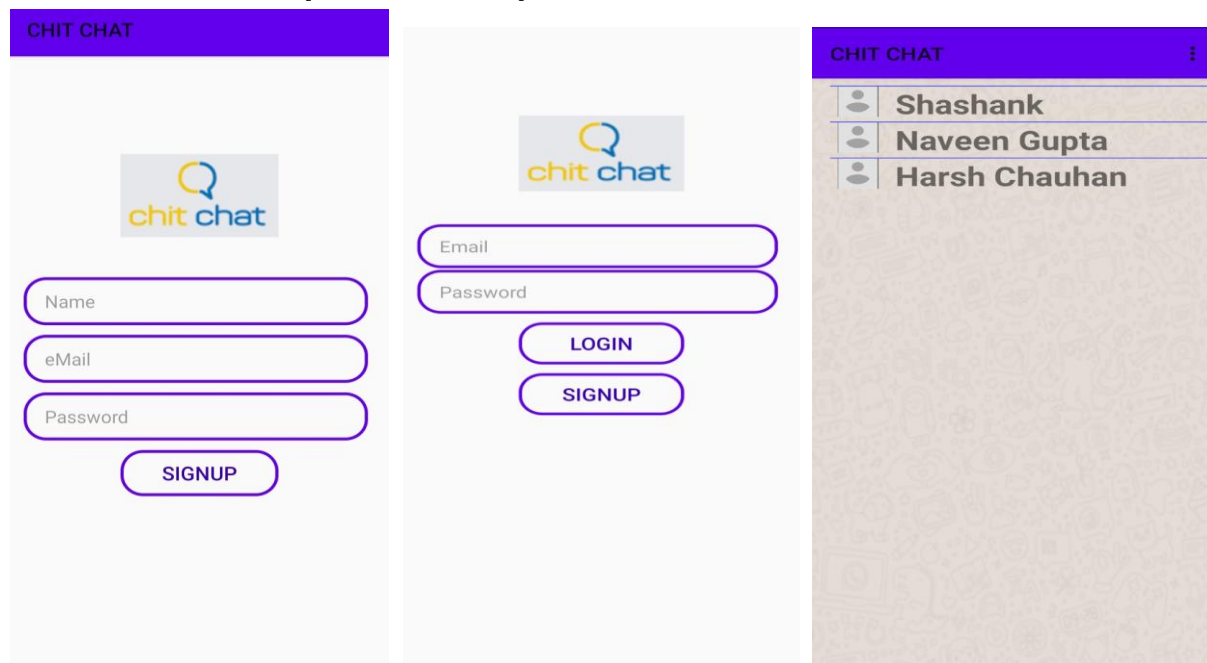 CHIT CHAT
chit chat
Name
eMail
Password
SIGNUP
chit chat
Email
Password
LOGIN
SIGNUP
CHIT CHAT
Shashank
Naveen Gupta
Harsh Chauhan